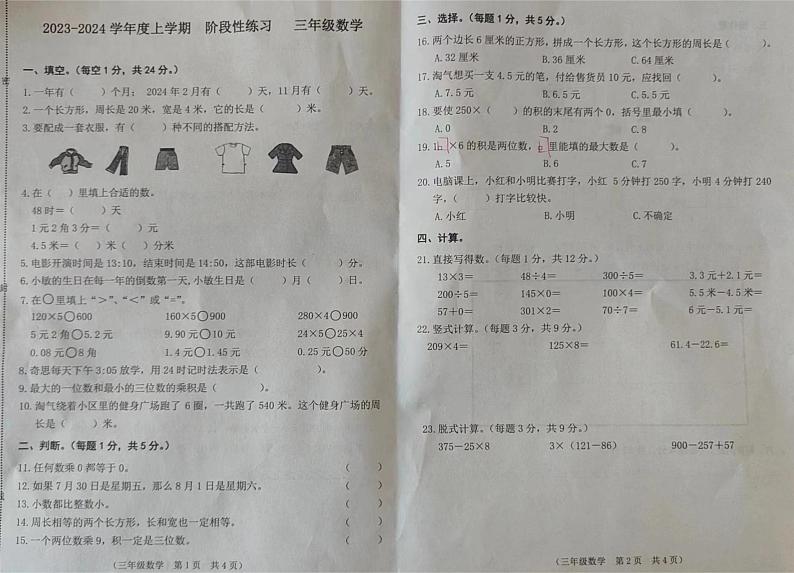 2023-2024 学年度上学期 阶段性练习 三年级数学
一、填空。(每空1分,共24分。)
1.一年有( )个月; 2024年2月有( )天,11月有( )天。
2.一个长方形,周长是20米,宽是4米,它的长是( )米。
3.要配成一套衣服,有( )种不同的搭配方法。
4.在( )里填上合适的数。
48时=( )天
1元2角3分=( )元
4.5米=( )米( )分米
5.电影开演时间是13:10,结束时间是14:50,这部电影时长( )分。
6.小敏的生日在每一年的倒数第一天,小敏生日是( )月( )日。
7.在○里填上“>”、“<”或“=”。
120×5○600 160×5○900 280×4○900
5元2角○5.2元 9.90元○10元 24×5○25×4
0.08元○8角 1.4元○1.45元 0.25元○50分
8.奇思每天下午3:05放学,用24时记时法表示是( )。
9.最大的一位数和最小的三位数的乘积是( )。
10.淘气绕着小区里的健身广场跑了6圈,一共跑了540米。这个健身广场的周
长是( )米。
二、判断。(每题1分,共5分。)
11.任何数乘0都等于0。 ( )
12.如果7月30日是星期五,那么8月1日是星期六。 ( )
13.小数都比整数小。 ( )
14.周长相等的两个长方形,长和宽也一定相等。 ( )
15.一个两位数乘9,积一定是三位数。 ( )
(三年级数学 第1页 共4页)
三、选择。(每题1分,共5分。)
16.两个边长6厘米的正方形,拼成一个长方形,这个长方形的周长是( )。
A.32厘米 B.36厘米 C.64厘米
17.淘气想买一支4.5元的笔,付给售货员10元,应找回( )。
A.7.5元 B.6.5元 C.5.5元
18.要使250×( )的积的末尾有两个0,括号里最小填( )。
A.0 B.2 C.8
19.1□×6的积是两位数,□里能填的最大数是( )。
A.5 B.6 C.7
20.电脑课上,小红和小明比赛打字,小红5分钟打250字,小明4分钟打240
字,( )打字比较快。
A.小红 B.小明 C.不确定
四、计算。
21.直接写得数。(每题1分,共12分。)
13×3= 48÷4= 300÷5= 3.3元+2.1元=
200÷5= 145×0= 100×4= 5.5米-4.5米=
57+0= 301×2= 70÷7= 6元-5.1元=
22.竖式计算。(每题3分,共9分。)
209×4= 125×8= 61.4-22.6=
23.脱式计算。(每题3分,共9分。)
375-25×8 3×(121-86) 900-257+57
(三年级数学 第2页 共4页)